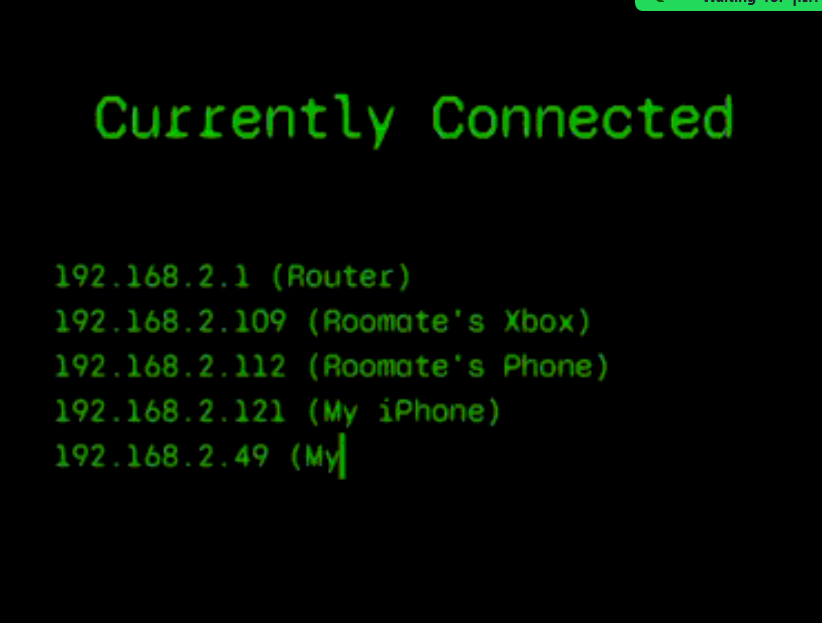 Currently Connected
192.168.2.1 (Router)
192.168.2.109 (Roomate's Xbox)
192.168.2.112 (Roomate's Phone)
192.168.2.121 (My iPhone)
192.168.2.49 (My